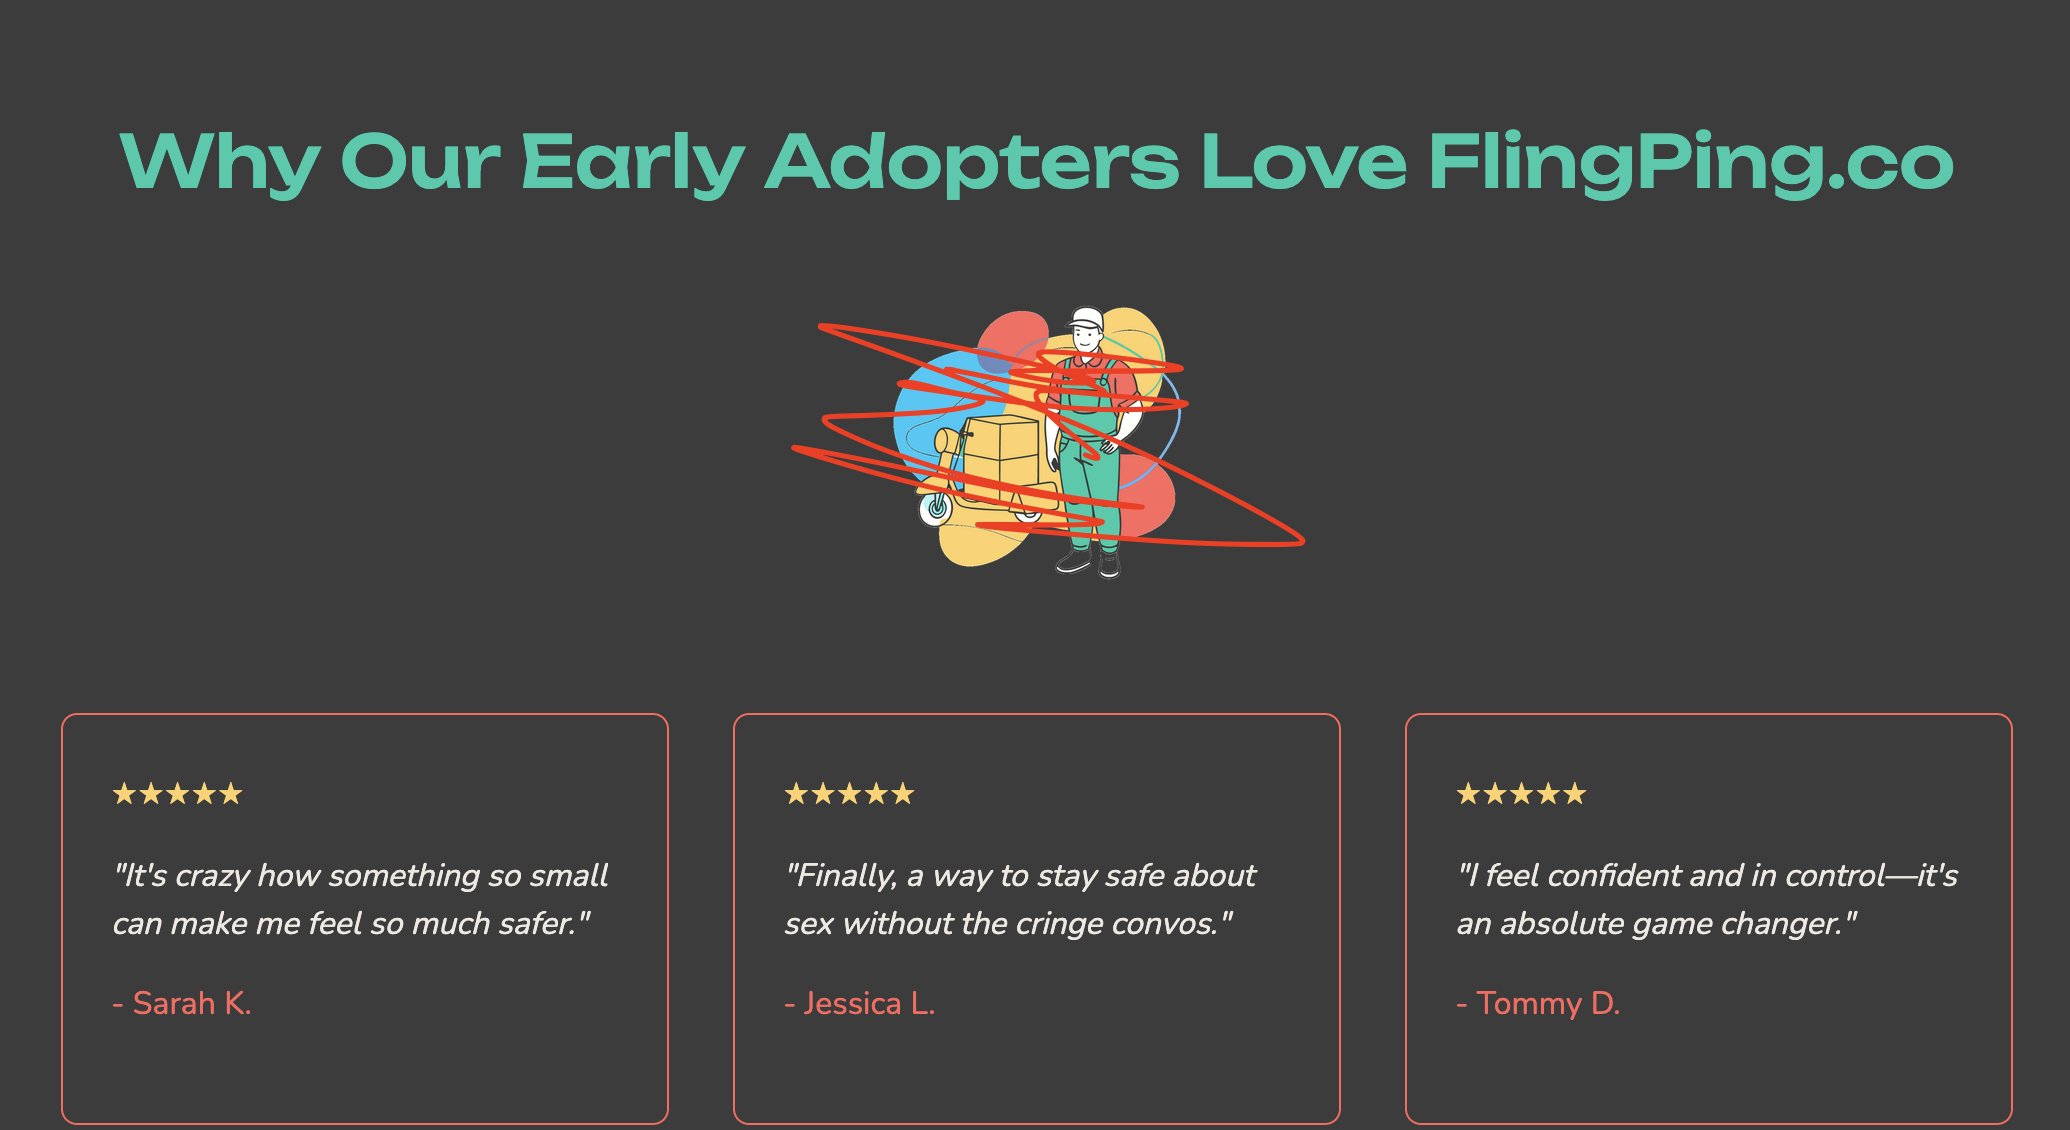 Why Our Early Adopters Love FlingPing.co
★★★★★
"It's crazy how something so small
can make me feel so much safer."
- Sarah K.
★★★★★
"Finally, a way to stay safe about
sex without the cringe convos."
- Jessica L.
★★★★★
"I feel confident and in control—it's
an absolute game changer."
- Tommy D.